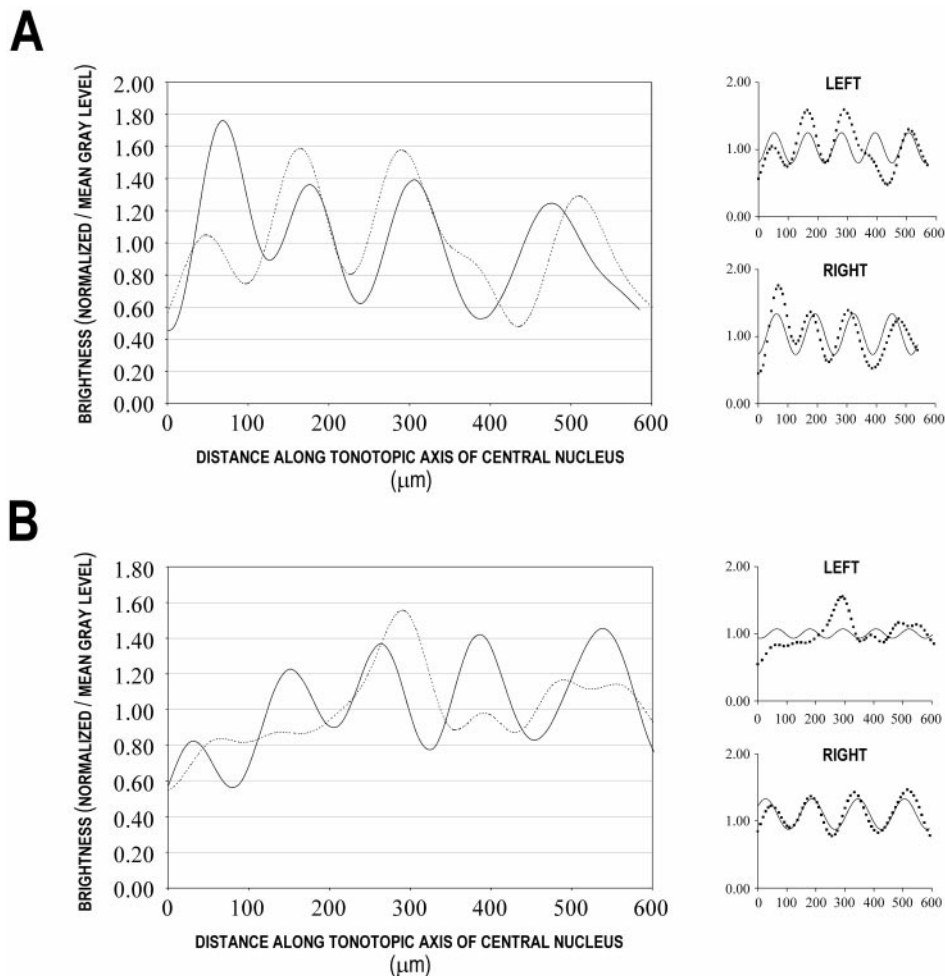 A
BRIGHTNESS (NORMALIZED / MEAN GRAY LEVEL)
2.00
1.80
1.60
1.40
1.20
1.00
0.80
0.60
0.40
0.20
0.00
0 100 200 300 400 500 600
DISTANCE ALONG TONOTOPIC AXIS OF CENTRAL NUCLEUS
(μm)
LEFT
2.00
1.00
0.00
0 100 200 300 400 500 600
RIGHT
2.00
1.00
0.00
0 100 200 300 400 500 600
B
BRIGHTNESS (NORMALIZED / MEAN GRAY LEVEL)
1.80
1.60
1.40
1.20
1.00
0.80
0.60
0.40
0.20
0.00
0 100 200 300 400 500 600
DISTANCE ALONG TONOTOPIC AXIS OF CENTRAL NUCLEUS
(μm)
LEFT
2.00
1.00
0.00
0 100 200 300 400 500 600
RIGHT
2.00
1.00
0.00
0 100 200 300 400 500 600